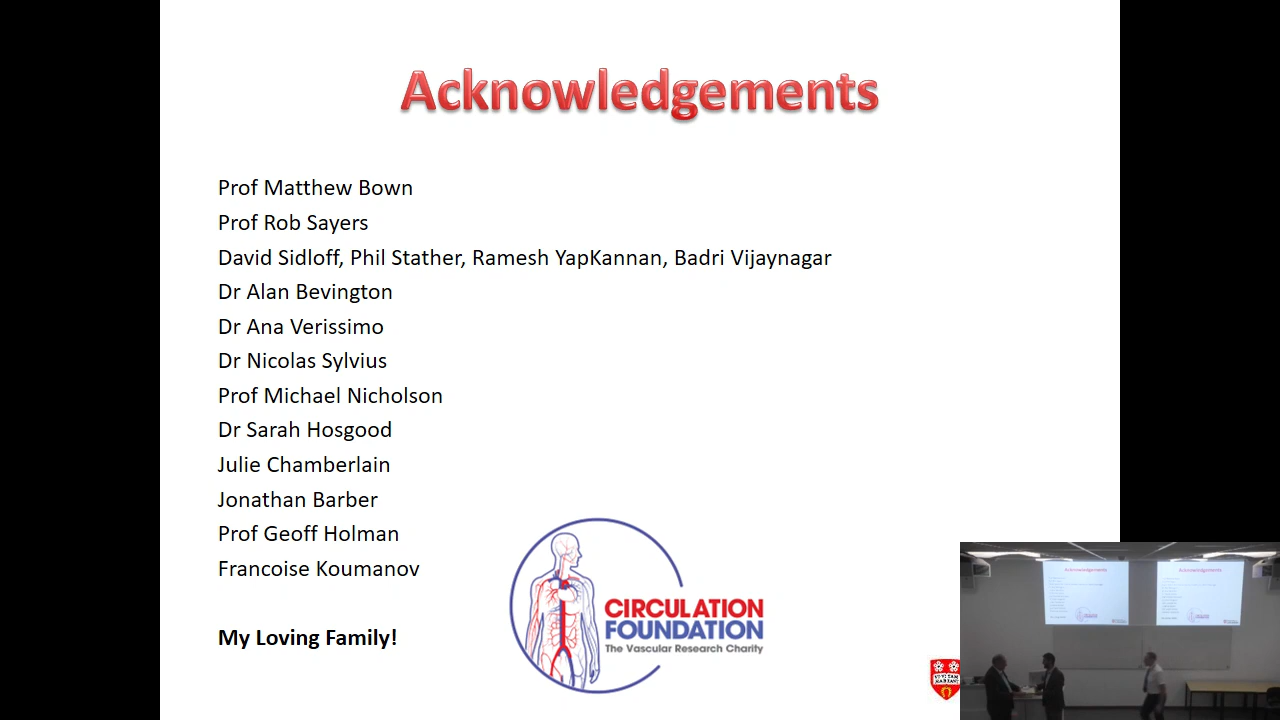 Acknowledgements
Prof Matthew Bown
Prof Rob Sayers
David Sidloff, Phil Stather, Ramesh YapKannan, Badri Vijaynagar
Dr Alan Bevington
Dr Ana Verissimo
Dr Nicolas Sylvius
Prof Michael Nicholson
Dr Sarah Hosgood
Julie Chamberlain
Jonathan Barber
Prof Geoff Holman
Francoise Koumanov
My Loving Family!
CIRCULATION
FOUNDATION
The Vascular Research Charity
Acknowledgements
Acknowledgements